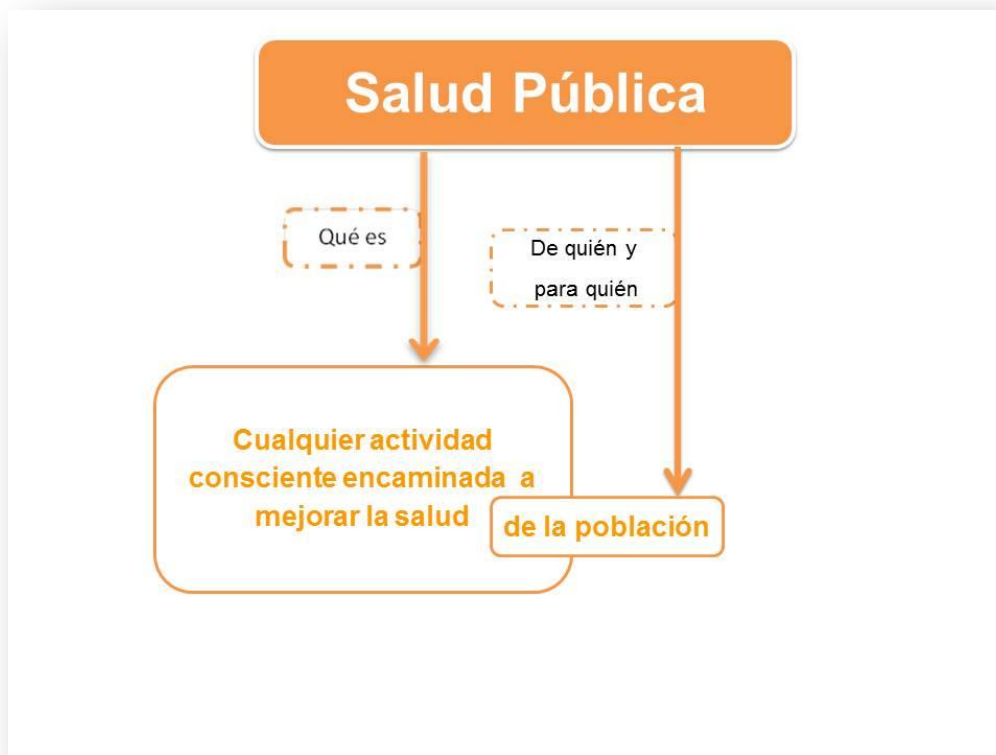 Salud Pública
Qué es
De quién y
para quién
Cualquier actividad
consciente encaminada a
mejorar la salud
de la población